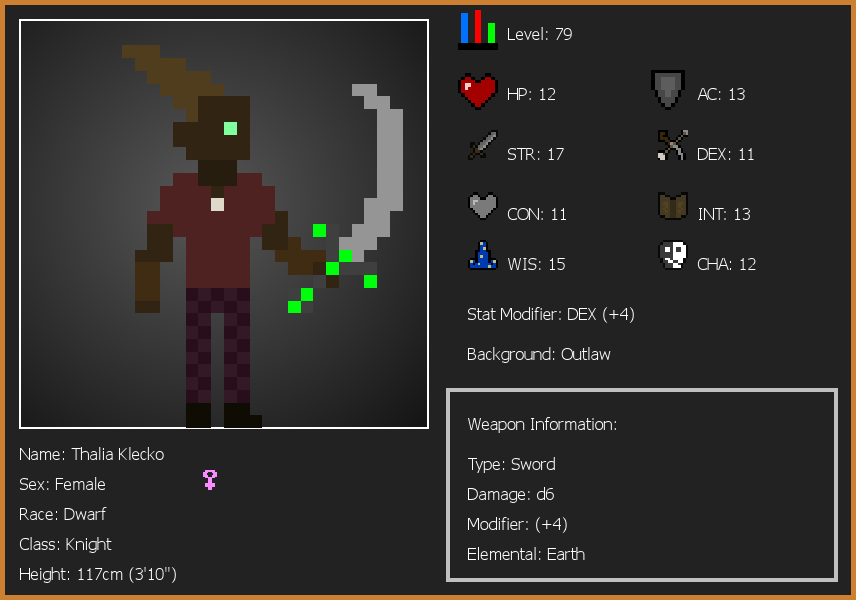 Level: 79
HP: 12
AC: 13
STR: 17
DEX: 11
CON: 11
INT: 13
WIS: 15
CHA: 12
Stat Modifier: DEX (+4)
Background: Outlaw
Weapon Information:
Type: Sword
Damage: d6
Modifier: (+4)
Elemental: Earth
Name: Thalia Klecko
Sex: Female
Race: Dwarf
Class: Knight
Height: 117cm (3'10")